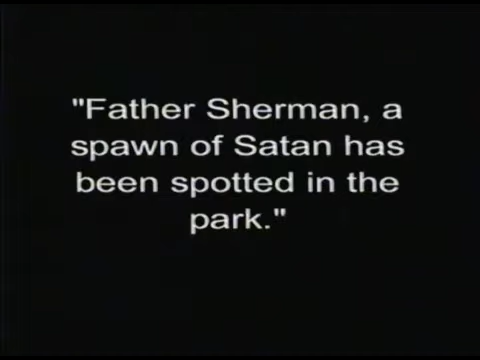 "Father Sherman, a
spawn of Satan has
been spotted in the
park."